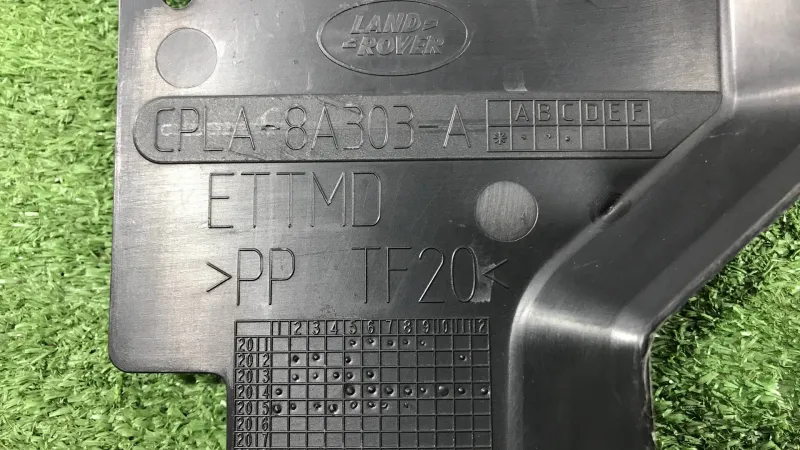 LAND-
-ROVER
CPLA-8A303-A
A B C D E F
ETTMD
>PP TF20<
1 2 3 4 5 6 7 8 9 10 11 12
2011
2012
2013
2014
2015
2016
2017